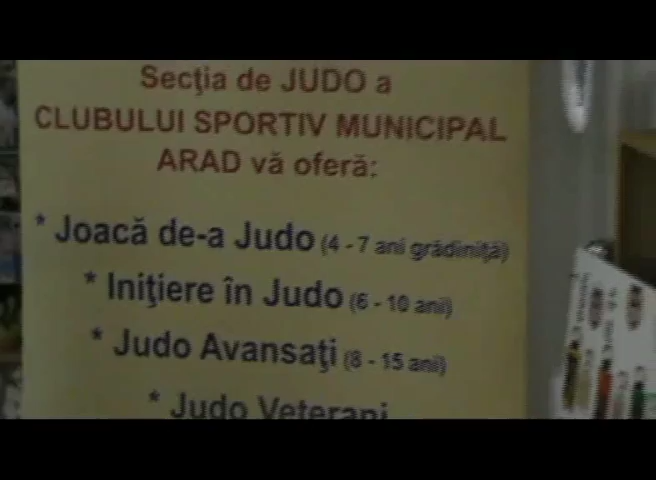 Secţia de JUDO a
CLUBULUI SPORTIV MUNICIPAL
ARAD vă oferă:
* Joacă de-a Judo (4 - 7 ani grădiniţă)
* Iniţiere în Judo (6 - 10 ani)
* Judo Avansaţi (8 - 15 ani)
* Judo Veterani